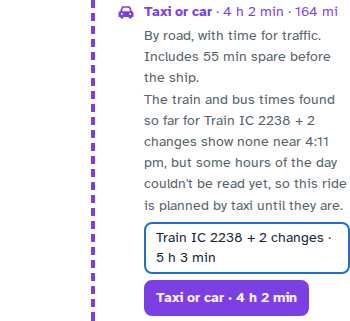 Taxi or car · 4 h 2 min · 164 mi
By road, with time for traffic.
Includes 55 min spare before
the ship.
The train and bus times found
so far for Train IC 2238 + 2
changes show none near 4:11
pm, but some hours of the day
couldn't be read yet, so this ride
is planned by taxi until they are.
Train IC 2238 + 2 changes ·
5 h 3 min
Taxi or car · 4 h 2 min